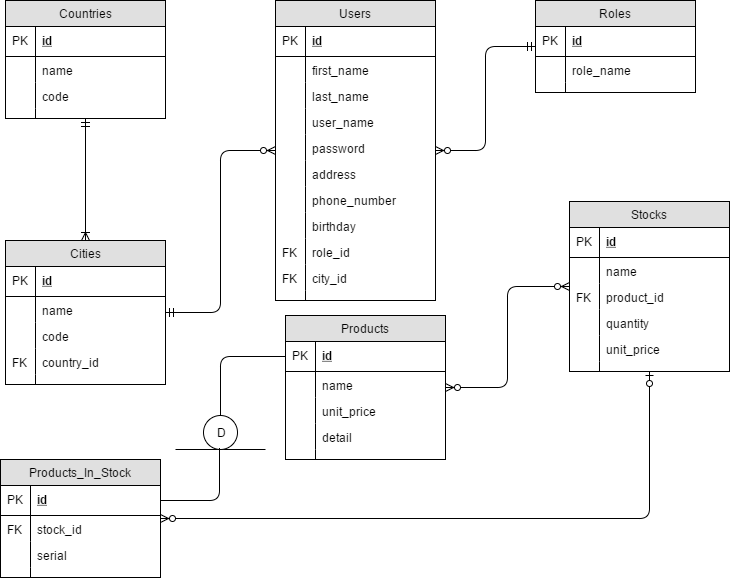 Countries
PK id
name
code
Users
PK id
first_name
last_name
user_name
password
address
phone_number
birthday
FK role_id
FK city_id
Roles
PK id
role_name
Cities
PK id
name
code
FK country_id
Stocks
PK id
name
FK product_id
quantity
unit_price
Products
PK id
name
unit_price
detail
D
Products_In_Stock
PK id
FK stock_id
serial